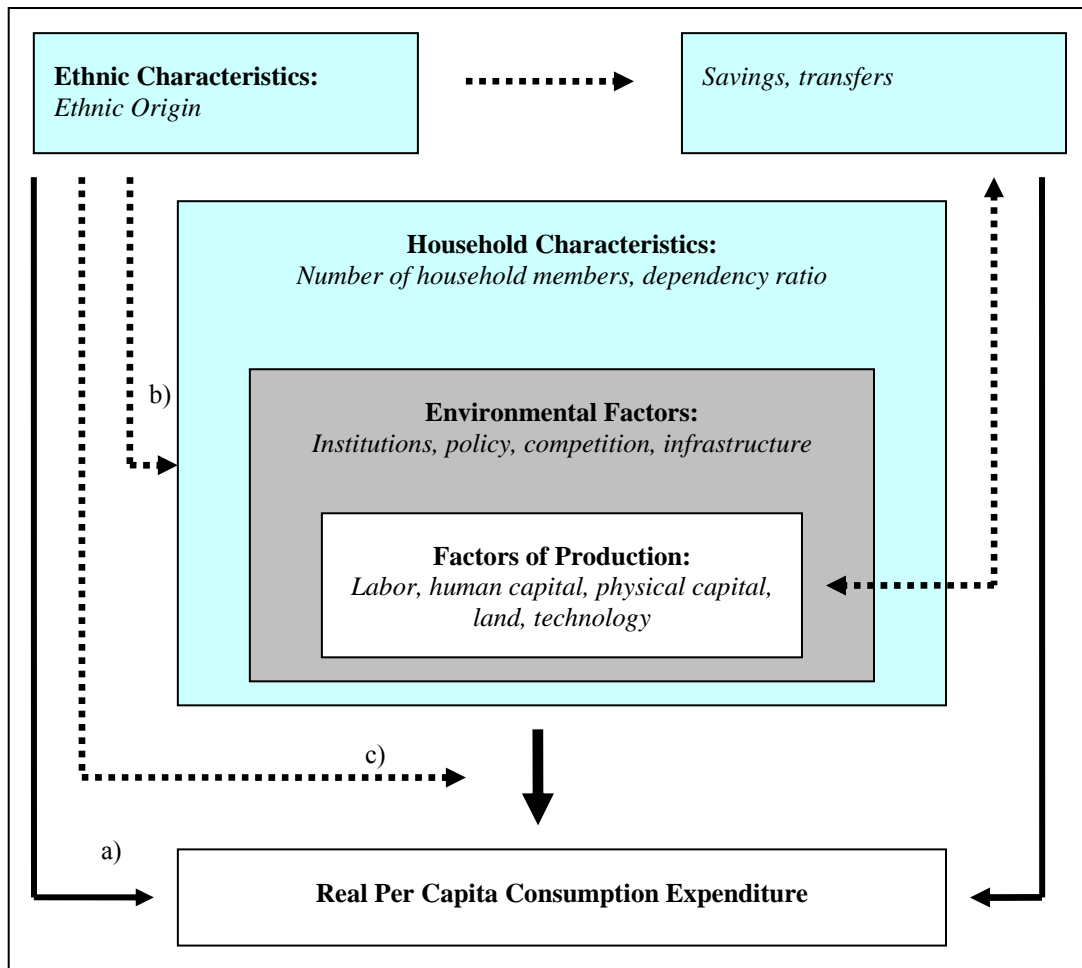 Ethnic Characteristics:
Ethnic Origin
Savings, transfers
Household Characteristics:
Number of household members, dependency ratio
b)
Environmental Factors:
Institutions, policy, competition, infrastructure
Factors of Production:
Labor, human capital, physical capital,
land, technology
c)
a)
Real Per Capita Consumption Expenditure